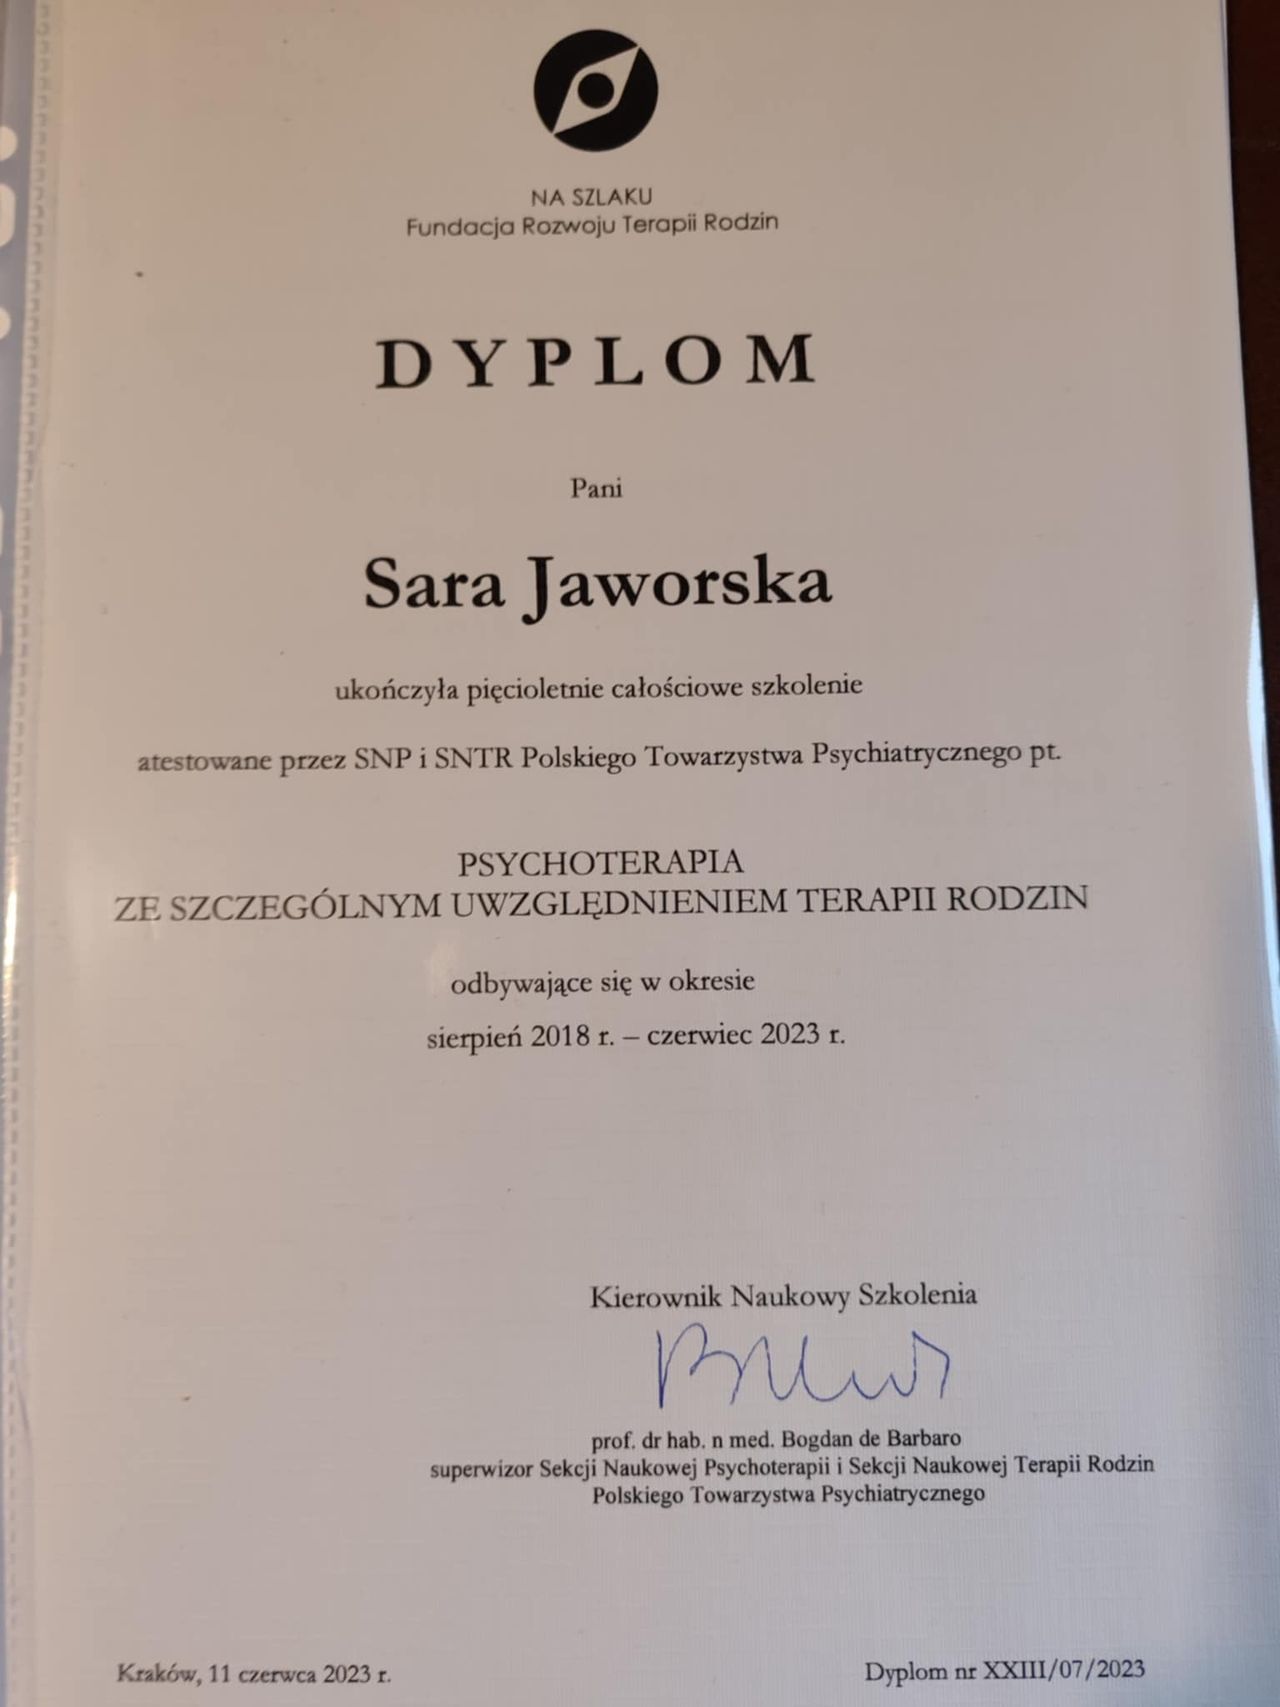 NA SZLAKU
Fundacja Rozwoju Terapii Rodzin
DYPLOM
Pani
Sara Jaworska
ukończyła pięcioletnie całościowe szkolenie
atestowane przez SNP i SNTR Polskiego Towarzystwa Psychiatrycznego pt.
PSYCHOTERAPIA
ZE SZCZEGÓLNYM UWZGLĘDNIENIEM TERAPII RODZIN
odbywające się w okresie
sierpień 2018 r. – czerwiec 2023 r.
Kierownik Naukowy Szkolenia
prof. dr hab. n med. Bogdan de Barbaro
superwizor Sekcji Naukowej Psychoterapii i Sekcji Naukowej Terapii Rodzin
Polskiego Towarzystwa Psychiatrycznego
Kraków, 11 czerwca 2023 r.
Dyplom nr XXIII/07/2023